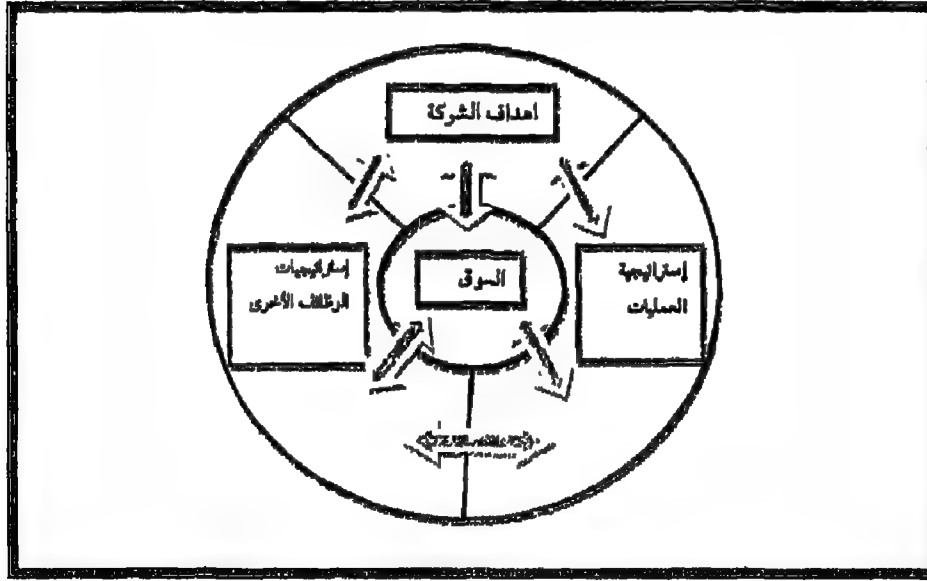 اهداف الشركة
السوق
إستراتيجية
العمليات
إستراتيجيات
الوظائف الأخرى